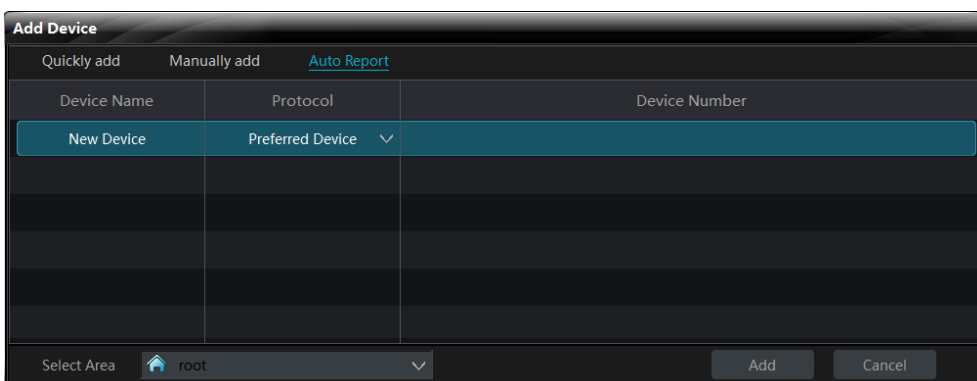 Add Device
Quickly add Manually add Auto Report
Device Name Protocol Device Number
New Device Preferred Device
Select Area root Add Cancel